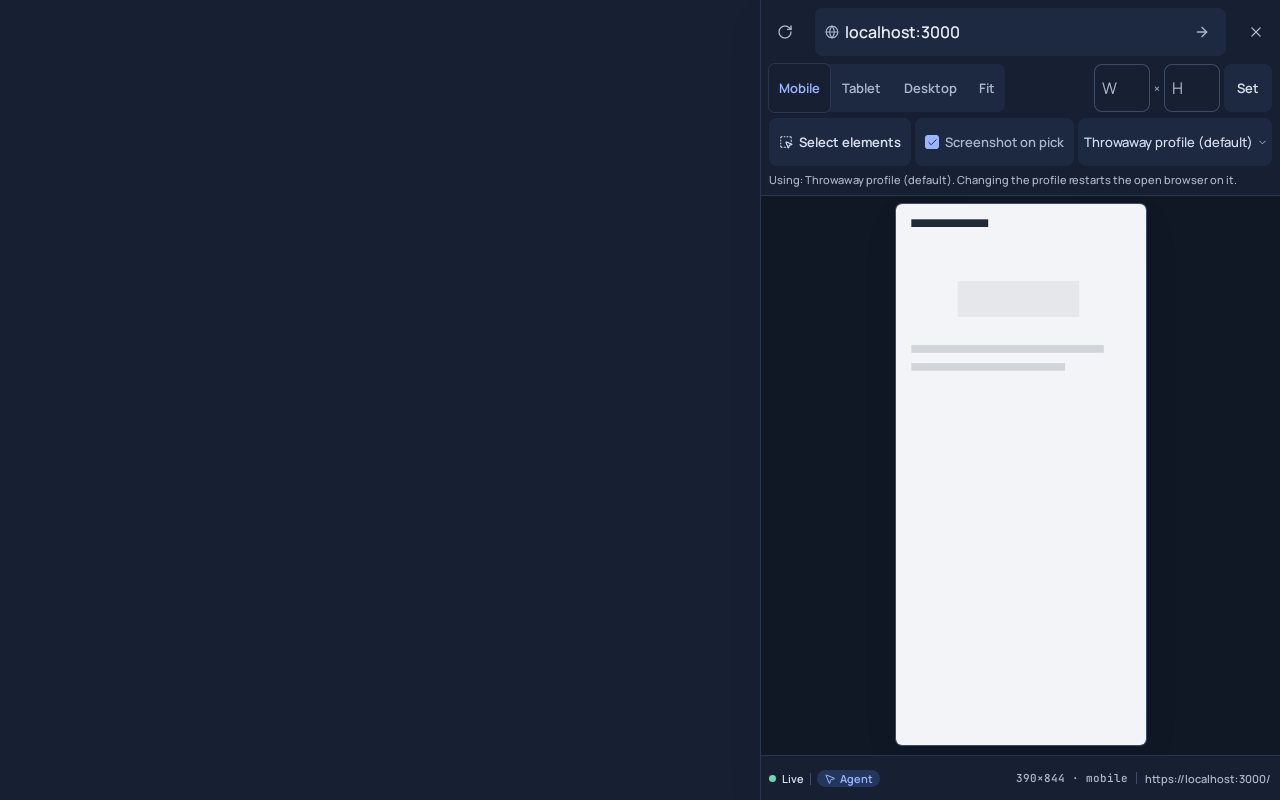 localhost:3000
Mobile Tablet Desktop Fit W × H Set
Select elements Screenshot on pick Throwaway profile (default)
Using: Throwaway profile (default). Changing the profile restarts the open browser on it.
Live Agent 390×844 · mobile https://localhost:3000/